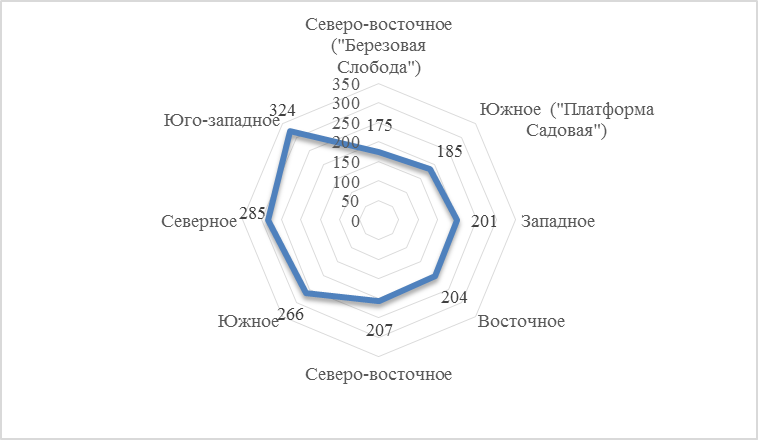 Северо-восточное
("Березовая
Слобода")
350
300
250
200
150
100
50
0
175
Южное ("Платформа
Садовая")
185
Западное
201
Восточное
204
Северо-восточное
207
Южное
266
Северное
285
Юго-западное
324